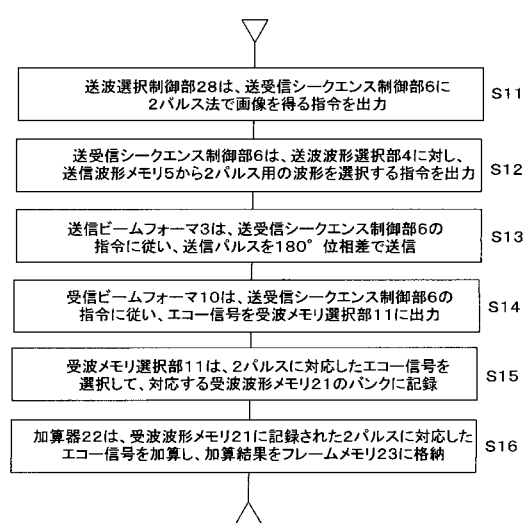 送波選択制御部28は、送受信シークエンス制御部6に
2パルス法で画像を得る指令を出力
S11
送受信シークエンス制御部6は、送波波形選択部4に対し、
送信波形メモリ5から2パルス用の波形を選択する指令を出力
S12
送信ビームフォーマ3は、送受信シークエンス制御部6の
指令に従い、送信パルスを180°位相差で送信
S13
受信ビームフォーマ10は、送受信シークエンス制御部6の
指令に従い、エコー信号を受波メモリ選択部11に出力
S14
受波メモリ選択部11は、2パルスに対応したエコー信号を
選択して、対応する受波波形メモリ21のバンクに記録
S15
加算器22は、受波波形メモリ21に記録された2パルスに対応した
エコー信号を加算し、加算結果をフレームメモリ23に格納
S16